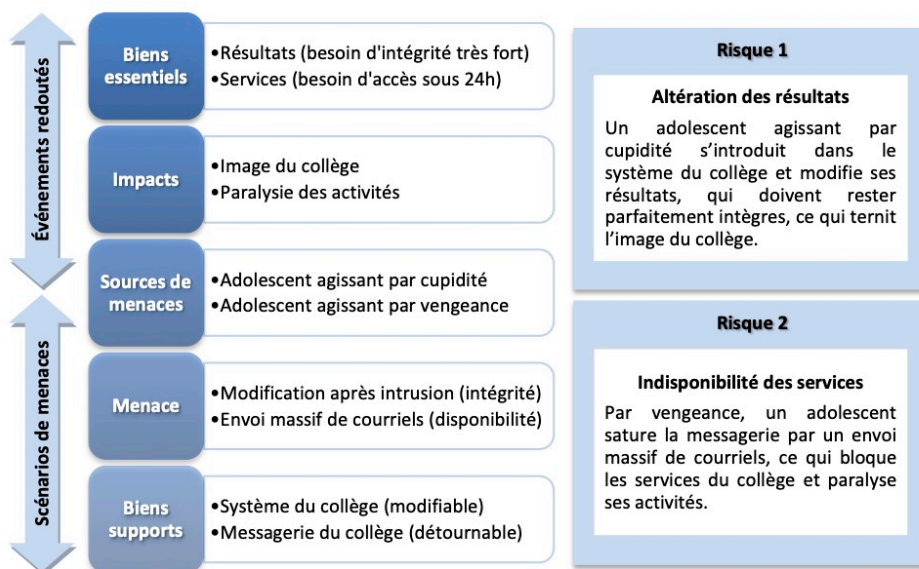 Événements redoutés
Biens
essentiels
•Résultats (besoin d'intégrité très fort)
•Services (besoin d'accès sous 24h)
Impacts
•Image du collège
•Paralysie des activités
Sources de
menaces
•Adolescent agissant par cupidité
•Adolescent agissant par vengeance
Scénarios de menaces
Menace
•Modification après intrusion (intégrité)
•Envoi massif de courriels (disponibilité)
Biens
supports
•Système du collège (modifiable)
•Messagerie du collège (détournable)
Risque 1
Altération des résultats
Un adolescent agissant par
cupidité s’introduit dans le
système du collège et modifie ses
résultats, qui doivent rester
parfaitement intègres, ce qui ternit
l’image du collège.
Risque 2
Indisponibilité des services
Par vengeance, un adolescent
sature la messagerie par un envoi
massif de courriels, ce qui bloque
les services du collège et paralyse
ses activités.